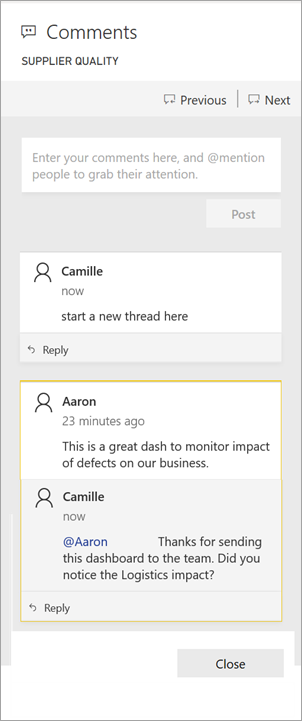 Comments
SUPPLIER QUALITY
Previous
Next
Enter your comments here, and @mention
people to grab their attention.
Post
Camille
now
start a new thread here
Reply
Aaron
23 minutes ago
This is a great dash to monitor impact
of defects on our business.
Camille
now
@Aaron Thanks for sending
this dashboard to the team. Did you
notice the Logistics impact?
Reply
Close